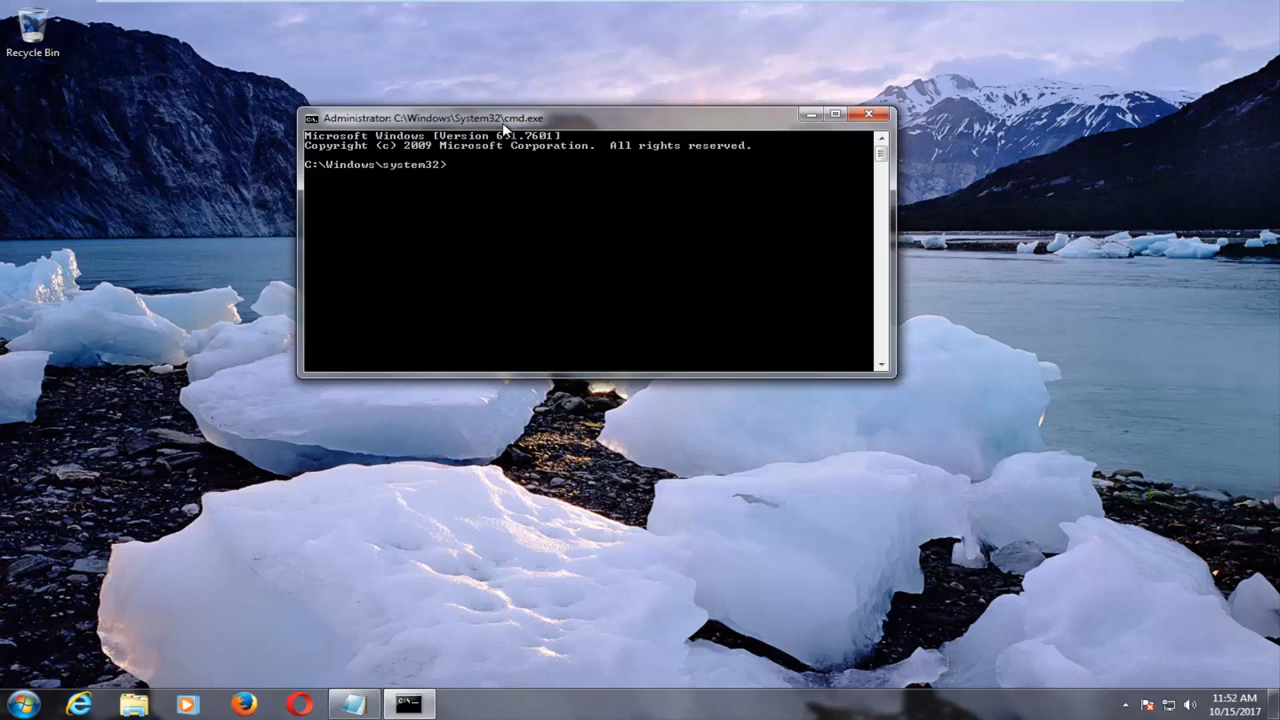 Recycle Bin
Administrator: C:\Windows\System32\cmd.exe
Microsoft Windows [Version 6.1.7601]
Copyright (c) 2009 Microsoft Corporation.  All rights reserved.
C:\Windows\system32>
C:\_
11:52 AM
10/15/2017